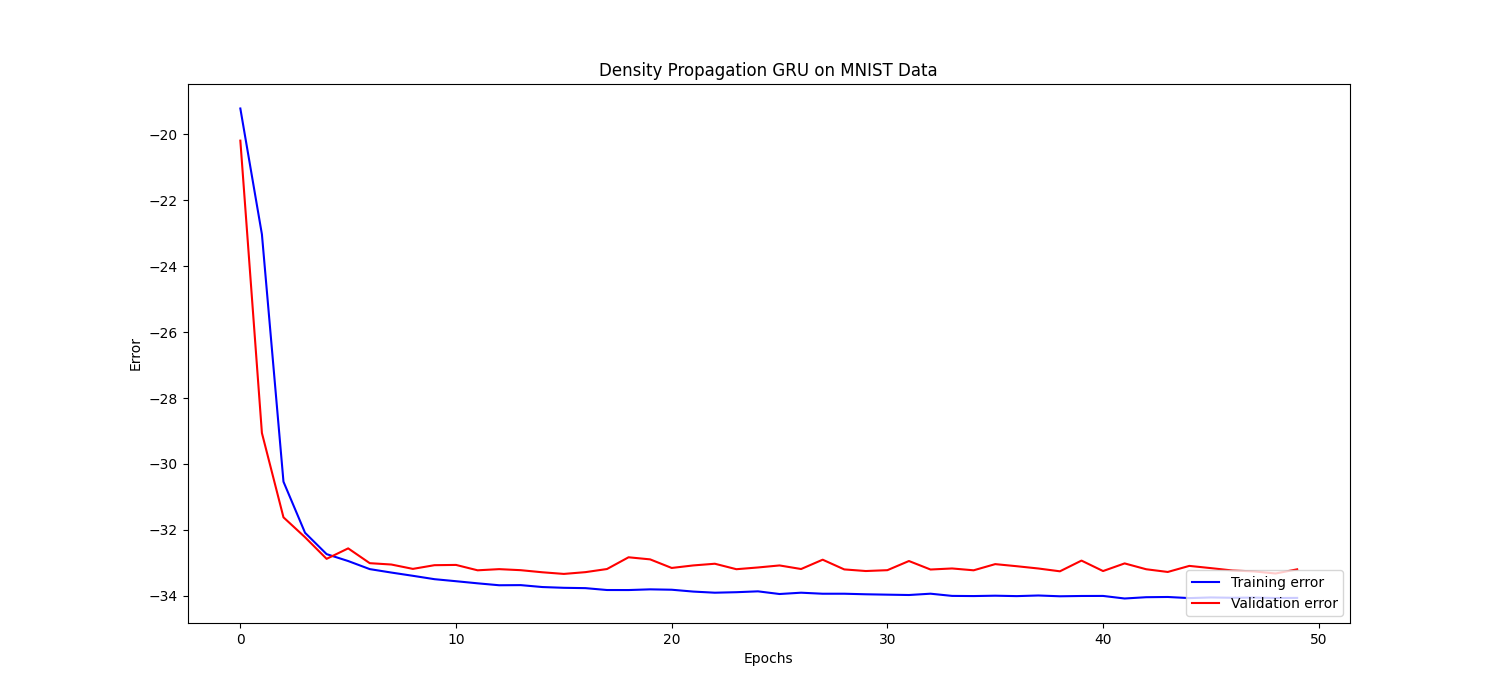 Density Propagation GRU on MNIST Data
Error
−20
−22
−24
−26
−28
−30
−32
−34
0
10
20
30
40
50
Epochs
Training error
Validation error